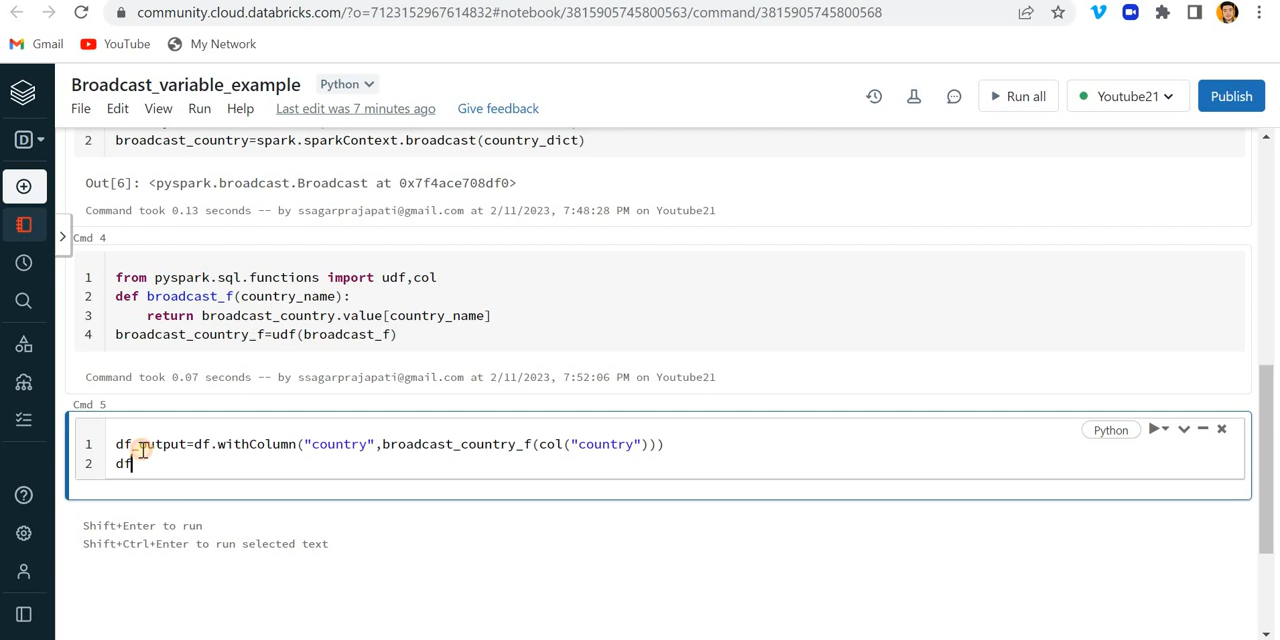 community.cloud.databricks.com/?o=7123152967614832#notebook/3815905745800563/command/3815905745800568
Gmail YouTube My Network
Broadcast_variable_example Python
File Edit View Run Help Last edit was 7 minutes ago Give feedback
Run all Youtube21 Publish
D
2 broadcast_country=spark.sparkContext.broadcast(country_dict)
Out[6]: <pyspark.broadcast.Broadcast at 0x7f4ace708df0>
Command took 0.13 seconds -- by ssagarprajapati@gmail.com at 2/11/2023, 7:48:28 PM on Youtube21
Cmd 4
1 from pyspark.sql.functions import udf,col
2 def broadcast_f(country_name):
3 return broadcast_country.value[country_name]
4 broadcast_country_f=udf(broadcast_f)
Command took 0.07 seconds -- by ssagarprajapati@gmail.com at 2/11/2023, 7:52:06 PM on Youtube21
Cmd 5
Python
1 df_output=df.withColumn("country",broadcast_country_f(col("country")))
2 df
Shift+Enter to run
Shift+Ctrl+Enter to run selected text